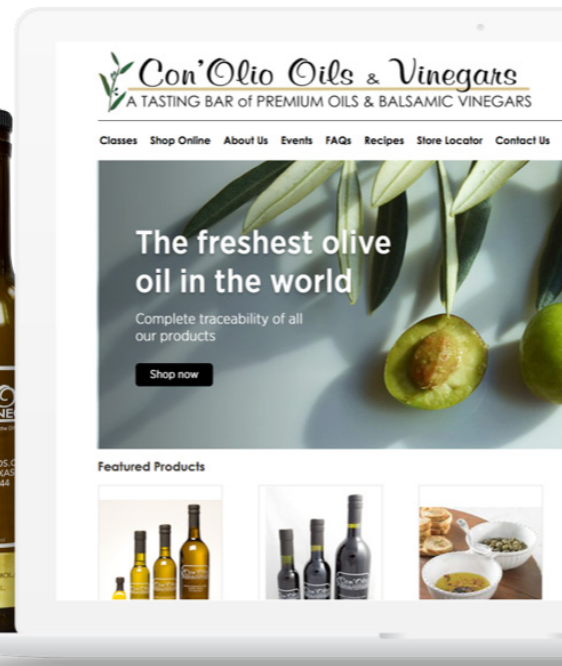 Con'Olio Oils & Vinegars
A TASTING BAR of PREMIUM OILS & BALSAMIC VINEGARS
Classes Shop Online About Us Events FAQs Recipes Store Locator Contact Us
The freshest olive
oil in the world
Complete traceability of all
our products
Shop now
Featured Products